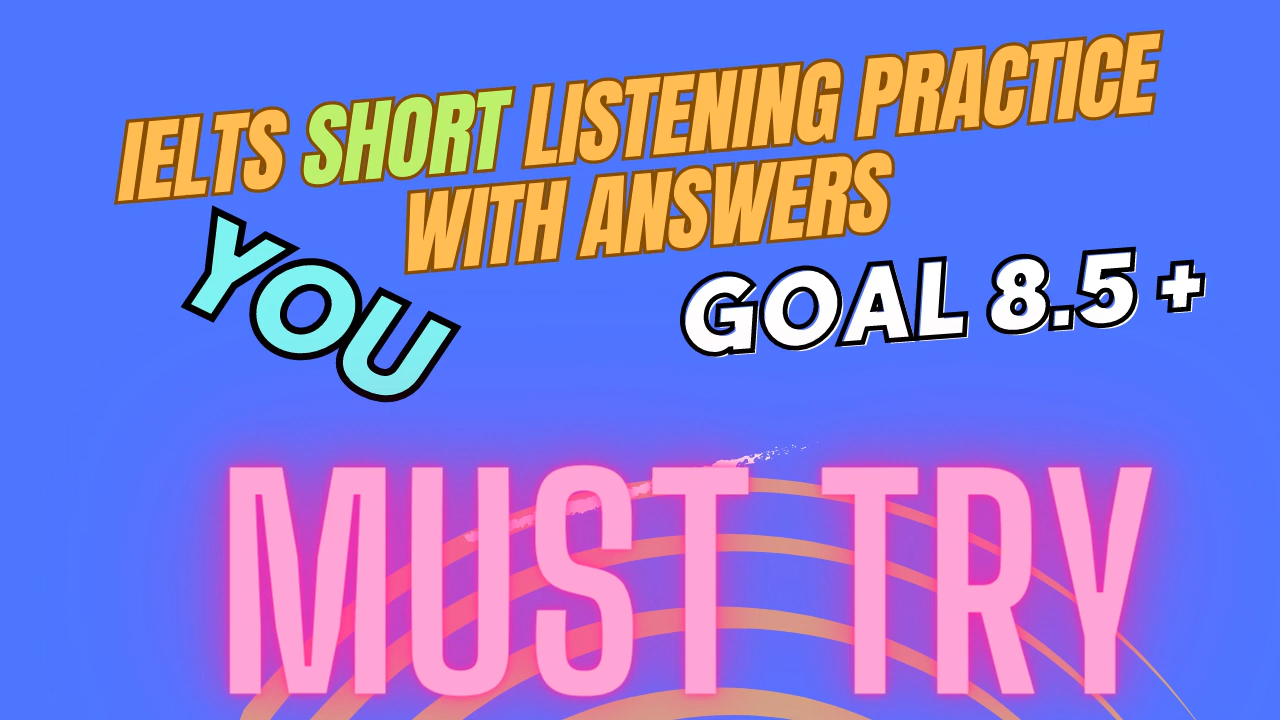 IELTS SHORT LISTENING PRACTICE
WITH ANSWERS
YOU
GOAL 8.5 +
MUST TRY